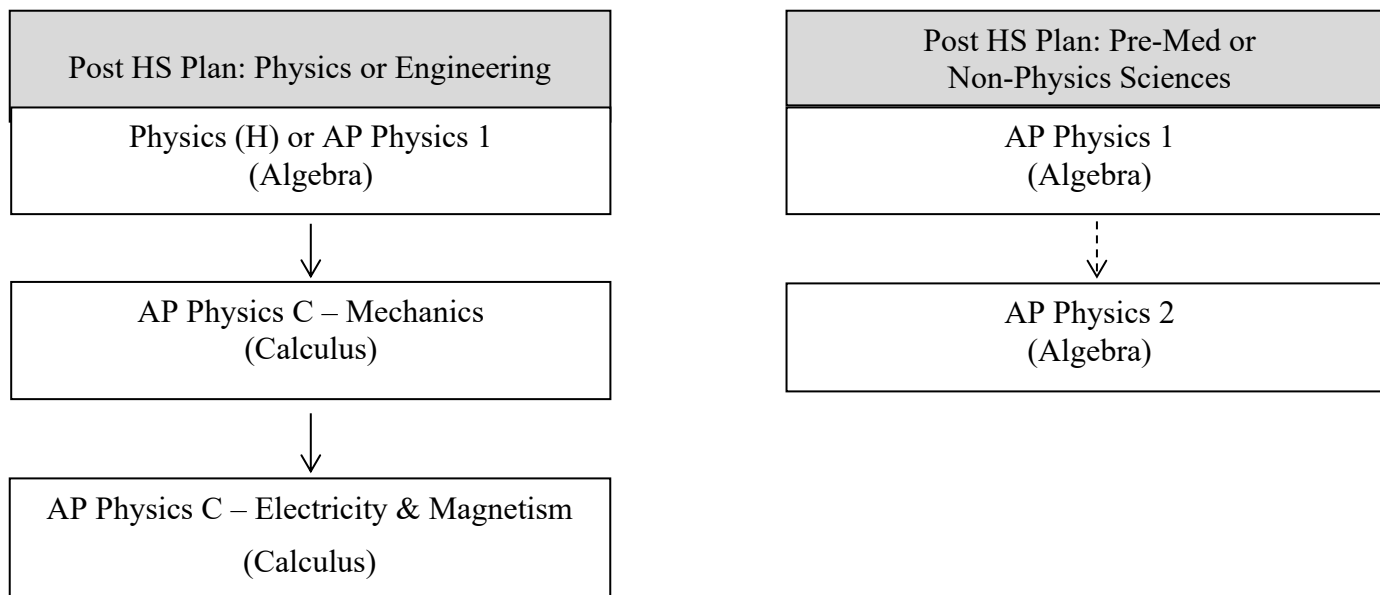 Post HS Plan: Physics or Engineering
Physics (H) or AP Physics 1
(Algebra)
AP Physics C – Mechanics
(Calculus)
AP Physics C – Electricity & Magnetism
(Calculus)
Post HS Plan: Pre-Med or
Non-Physics Sciences
AP Physics 1
(Algebra)
AP Physics 2
(Algebra)